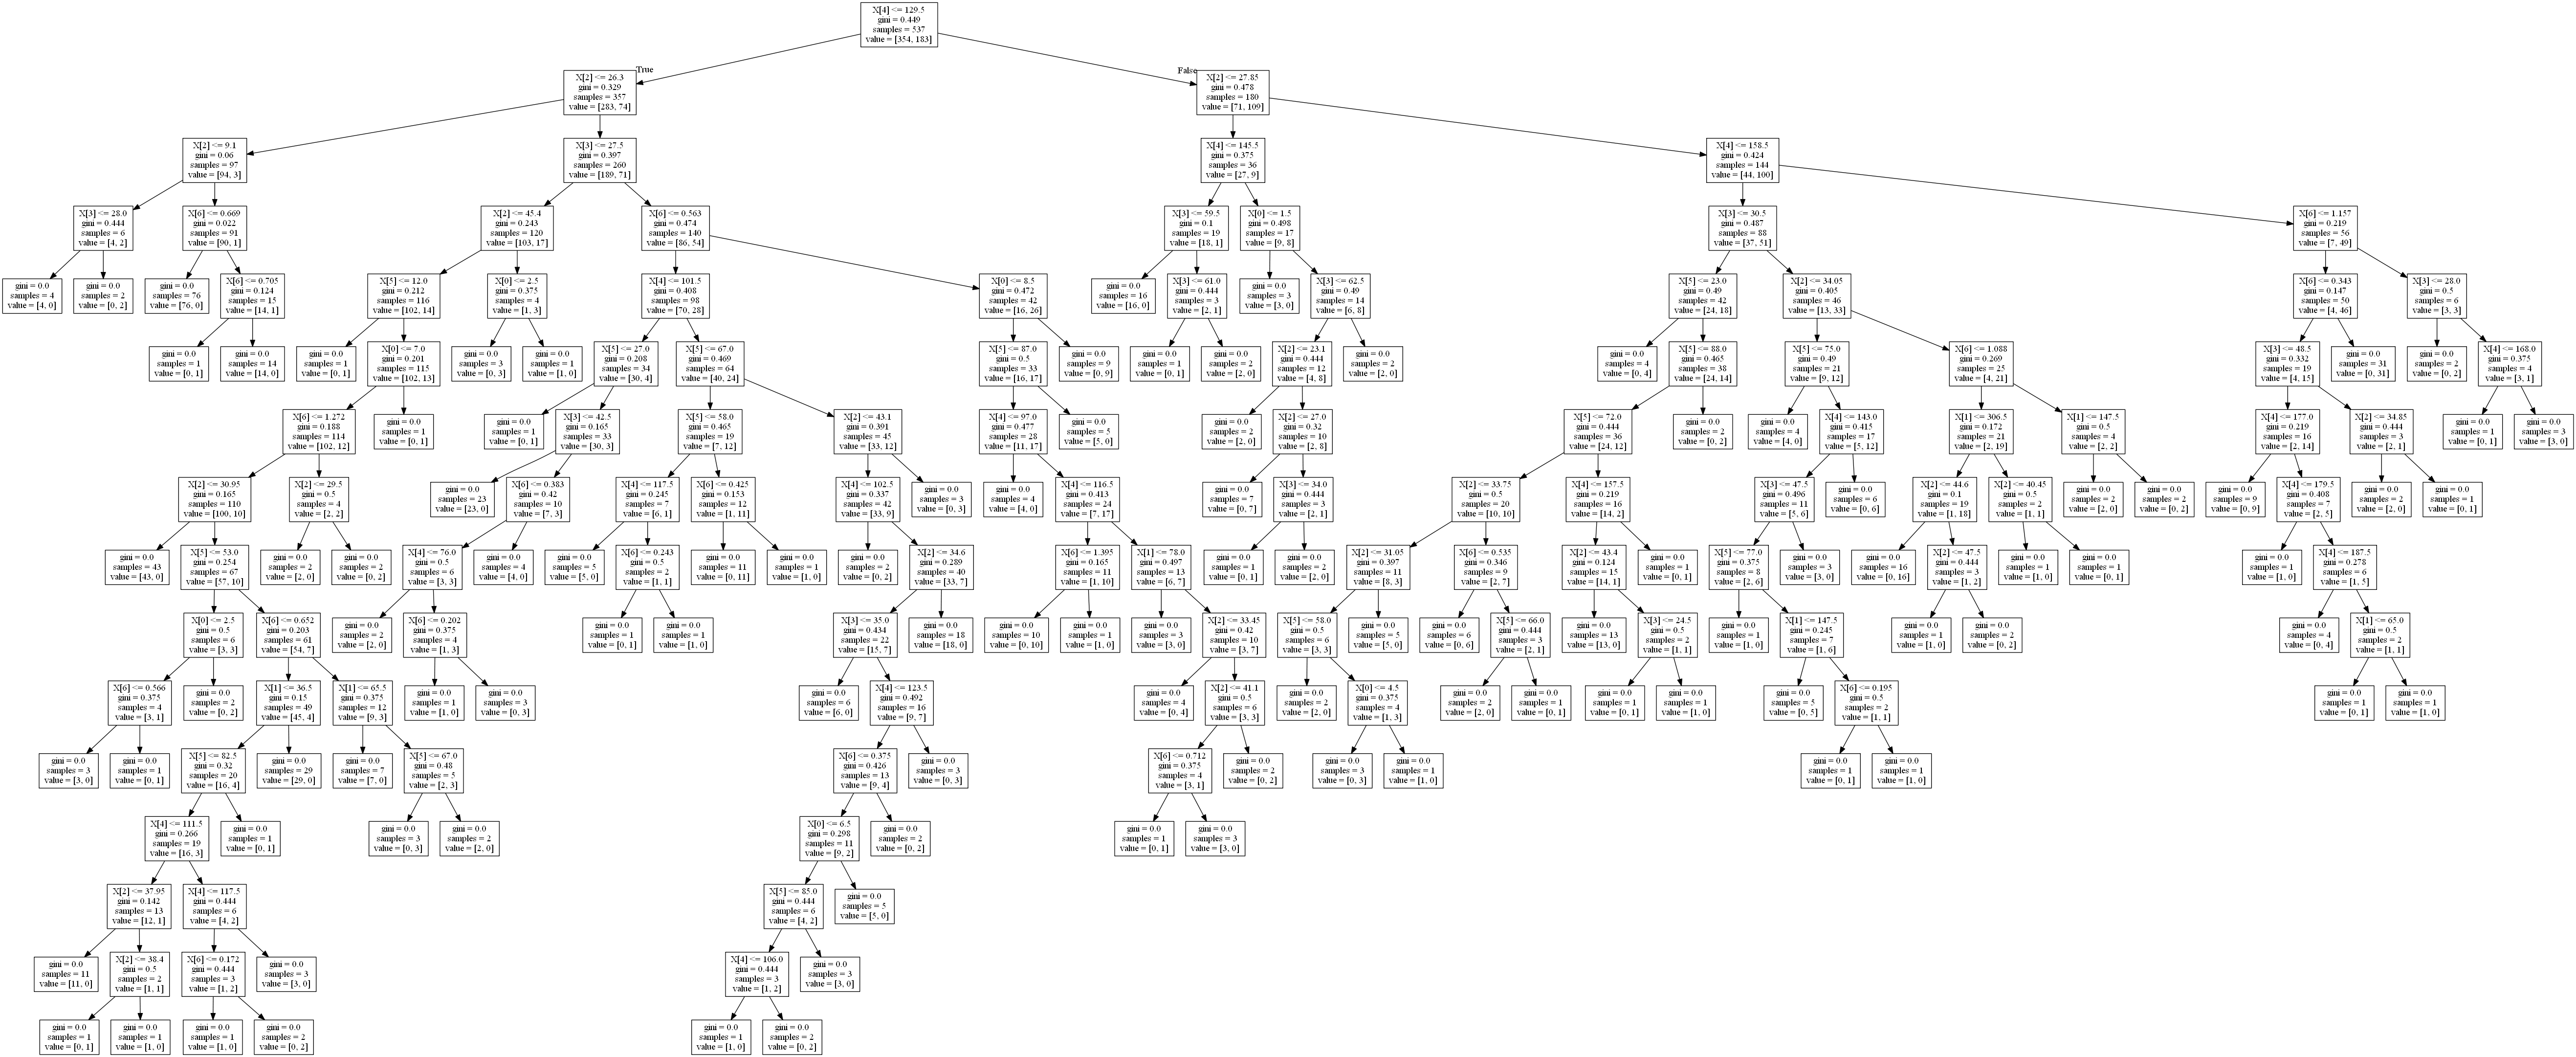 X[4] <= 129.5
gini = 0.449
samples = 537
value = [354, 183]
True
False
X[2] <= 26.3
gini = 0.329
samples = 357
value = [283, 74]
X[2] <= 27.85
gini = 0.478
samples = 180
value = [71, 109]
X[2] <= 9.1
gini = 0.06
samples = 97
value = [94, 3]
X[3] <= 27.5
gini = 0.397
samples = 260
value = [189, 71]
X[4] <= 145.5
gini = 0.375
samples = 36
value = [27, 9]
X[4] <= 158.5
gini = 0.424
samples = 144
value = [44, 100]
X[3] <= 28.0
gini = 0.444
samples = 6
value = [4, 2]
X[6] <= 0.669
gini = 0.022
samples = 91
value = [90, 1]
X[2] <= 45.4
gini = 0.243
samples = 120
value = [103, 17]
X[6] <= 0.563
gini = 0.474
samples = 140
value = [86, 54]
X[3] <= 59.5
gini = 0.1
samples = 19
value = [18, 1]
X[0] <= 1.5
gini = 0.498
samples = 17
value = [9, 8]
X[3] <= 30.5
gini = 0.487
samples = 88
value = [37, 51]
X[6] <= 1.157
gini = 0.219
samples = 56
value = [7, 49]
gini = 0.0
samples = 4
value = [4, 0]
gini = 0.0
samples = 2
value = [0, 2]
gini = 0.0
samples = 76
value = [76, 0]
X[6] <= 0.705
gini = 0.124
samples = 15
value = [14, 1]
X[5] <= 12.0
gini = 0.212
samples = 116
value = [102, 14]
X[0] <= 2.5
gini = 0.375
samples = 4
value = [1, 3]
X[4] <= 101.5
gini = 0.408
samples = 98
value = [70, 28]
X[0] <= 8.5
gini = 0.472
samples = 42
value = [16, 26]
gini = 0.0
samples = 16
value = [16, 0]
X[3] <= 61.0
gini = 0.444
samples = 3
value = [2, 1]
gini = 0.0
samples = 3
value = [3, 0]
X[3] <= 62.5
gini = 0.49
samples = 14
value = [6, 8]
X[5] <= 23.0
gini = 0.49
samples = 42
value = [24, 18]
X[2] <= 34.05
gini = 0.405
samples = 46
value = [13, 33]
X[6] <= 0.343
gini = 0.147
samples = 50
value = [4, 46]
X[3] <= 28.0
gini = 0.5
samples = 6
value = [3, 3]
gini = 0.0
samples = 1
value = [0, 1]
gini = 0.0
samples = 14
value = [14, 0]
gini = 0.0
samples = 1
value = [0, 1]
X[0] <= 7.0
gini = 0.201
samples = 115
value = [102, 13]
gini = 0.0
samples = 3
value = [0, 3]
gini = 0.0
samples = 1
value = [1, 0]
X[5] <= 27.0
gini = 0.208
samples = 34
value = [30, 4]
X[5] <= 67.0
gini = 0.469
samples = 64
value = [40, 24]
X[5] <= 87.0
gini = 0.5
samples = 33
value = [16, 17]
gini = 0.0
samples = 9
value = [0, 9]
gini = 0.0
samples = 1
value = [0, 1]
gini = 0.0
samples = 2
value = [2, 0]
X[2] <= 23.1
gini = 0.444
samples = 12
value = [4, 8]
gini = 0.0
samples = 2
value = [2, 0]
gini = 0.0
samples = 4
value = [0, 4]
X[5] <= 88.0
gini = 0.465
samples = 38
value = [24, 14]
X[5] <= 75.0
gini = 0.49
samples = 21
value = [9, 12]
X[6] <= 1.088
gini = 0.269
samples = 25
value = [4, 21]
X[3] <= 48.5
gini = 0.332
samples = 19
value = [4, 15]
gini = 0.0
samples = 31
value = [0, 31]
gini = 0.0
samples = 2
value = [0, 2]
X[4] <= 168.0
gini = 0.375
samples = 4
value = [3, 1]
X[6] <= 1.272
gini = 0.188
samples = 114
value = [102, 12]
gini = 0.0
samples = 1
value = [0, 1]
gini = 0.0
samples = 1
value = [0, 1]
X[3] <= 42.5
gini = 0.165
samples = 33
value = [30, 3]
X[5] <= 58.0
gini = 0.465
samples = 19
value = [7, 12]
X[2] <= 43.1
gini = 0.391
samples = 45
value = [33, 12]
X[4] <= 97.0
gini = 0.477
samples = 28
value = [11, 17]
gini = 0.0
samples = 5
value = [5, 0]
gini = 0.0
samples = 2
value = [2, 0]
X[2] <= 27.0
gini = 0.32
samples = 10
value = [2, 8]
X[5] <= 72.0
gini = 0.444
samples = 36
value = [24, 12]
gini = 0.0
samples = 2
value = [0, 2]
gini = 0.0
samples = 4
value = [4, 0]
X[4] <= 143.0
gini = 0.415
samples = 17
value = [5, 12]
X[1] <= 306.5
gini = 0.172
samples = 21
value = [2, 19]
X[1] <= 147.5
gini = 0.5
samples = 4
value = [2, 2]
X[4] <= 177.0
gini = 0.219
samples = 16
value = [2, 14]
X[2] <= 34.85
gini = 0.444
samples = 3
value = [2, 1]
gini = 0.0
samples = 1
value = [0, 1]
gini = 0.0
samples = 3
value = [3, 0]
X[2] <= 30.95
gini = 0.165
samples = 110
value = [100, 10]
X[2] <= 29.5
gini = 0.5
samples = 4
value = [2, 2]
gini = 0.0
samples = 23
value = [23, 0]
X[6] <= 0.383
gini = 0.42
samples = 10
value = [7, 3]
X[4] <= 117.5
gini = 0.245
samples = 7
value = [6, 1]
X[6] <= 0.425
gini = 0.153
samples = 12
value = [1, 11]
X[4] <= 102.5
gini = 0.337
samples = 42
value = [33, 9]
gini = 0.0
samples = 3
value = [0, 3]
gini = 0.0
samples = 4
value = [4, 0]
X[4] <= 116.5
gini = 0.413
samples = 24
value = [7, 17]
gini = 0.0
samples = 7
value = [0, 7]
X[3] <= 34.0
gini = 0.444
samples = 3
value = [2, 1]
X[2] <= 33.75
gini = 0.5
samples = 20
value = [10, 10]
X[4] <= 157.5
gini = 0.219
samples = 16
value = [14, 2]
X[3] <= 47.5
gini = 0.496
samples = 11
value = [5, 6]
gini = 0.0
samples = 6
value = [0, 6]
X[2] <= 44.6
gini = 0.1
samples = 19
value = [1, 18]
X[2] <= 40.45
gini = 0.5
samples = 2
value = [1, 1]
gini = 0.0
samples = 2
value = [2, 0]
gini = 0.0
samples = 2
value = [0, 2]
gini = 0.0
samples = 9
value = [0, 9]
X[4] <= 179.5
gini = 0.408
samples = 7
value = [2, 5]
gini = 0.0
samples = 2
value = [2, 0]
gini = 0.0
samples = 1
value = [0, 1]
gini = 0.0
samples = 43
value = [43, 0]
X[5] <= 53.0
gini = 0.254
samples = 67
value = [57, 10]
gini = 0.0
samples = 2
value = [2, 0]
gini = 0.0
samples = 2
value = [0, 2]
X[4] <= 76.0
gini = 0.5
samples = 6
value = [3, 3]
gini = 0.0
samples = 4
value = [4, 0]
gini = 0.0
samples = 5
value = [5, 0]
X[6] <= 0.243
gini = 0.5
samples = 2
value = [1, 1]
gini = 0.0
samples = 11
value = [0, 11]
gini = 0.0
samples = 1
value = [1, 0]
gini = 0.0
samples = 2
value = [0, 2]
X[2] <= 34.6
gini = 0.289
samples = 40
value = [33, 7]
X[6] <= 1.395
gini = 0.165
samples = 11
value = [1, 10]
X[1] <= 78.0
gini = 0.497
samples = 13
value = [6, 7]
gini = 0.0
samples = 1
value = [0, 1]
gini = 0.0
samples = 2
value = [2, 0]
X[2] <= 31.05
gini = 0.397
samples = 11
value = [8, 3]
X[6] <= 0.535
gini = 0.346
samples = 9
value = [2, 7]
X[2] <= 43.4
gini = 0.124
samples = 15
value = [14, 1]
gini = 0.0
samples = 1
value = [0, 1]
X[5] <= 77.0
gini = 0.375
samples = 8
value = [2, 6]
gini = 0.0
samples = 3
value = [3, 0]
gini = 0.0
samples = 16
value = [0, 16]
X[2] <= 47.5
gini = 0.444
samples = 3
value = [1, 2]
gini = 0.0
samples = 1
value = [1, 0]
gini = 0.0
samples = 1
value = [0, 1]
gini = 0.0
samples = 1
value = [1, 0]
X[4] <= 187.5
gini = 0.278
samples = 6
value = [1, 5]
X[0] <= 2.5
gini = 0.5
samples = 6
value = [3, 3]
X[6] <= 0.652
gini = 0.203
samples = 61
value = [54, 7]
gini = 0.0
samples = 2
value = [2, 0]
X[6] <= 0.202
gini = 0.375
samples = 4
value = [1, 3]
gini = 0.0
samples = 1
value = [0, 1]
gini = 0.0
samples = 1
value = [1, 0]
X[3] <= 35.0
gini = 0.434
samples = 22
value = [15, 7]
gini = 0.0
samples = 18
value = [18, 0]
gini = 0.0
samples = 10
value = [0, 10]
gini = 0.0
samples = 1
value = [1, 0]
gini = 0.0
samples = 3
value = [3, 0]
X[2] <= 33.45
gini = 0.42
samples = 10
value = [3, 7]
X[5] <= 58.0
gini = 0.5
samples = 6
value = [3, 3]
gini = 0.0
samples = 5
value = [5, 0]
gini = 0.0
samples = 6
value = [0, 6]
X[5] <= 66.0
gini = 0.444
samples = 3
value = [2, 1]
gini = 0.0
samples = 13
value = [13, 0]
X[3] <= 24.5
gini = 0.5
samples = 2
value = [1, 1]
gini = 0.0
samples = 1
value = [1, 0]
X[1] <= 147.5
gini = 0.245
samples = 7
value = [1, 6]
gini = 0.0
samples = 1
value = [1, 0]
gini = 0.0
samples = 2
value = [0, 2]
gini = 0.0
samples = 4
value = [0, 4]
X[1] <= 65.0
gini = 0.5
samples = 2
value = [1, 1]
X[6] <= 0.566
gini = 0.375
samples = 4
value = [3, 1]
gini = 0.0
samples = 2
value = [0, 2]
X[1] <= 36.5
gini = 0.15
samples = 49
value = [45, 4]
X[1] <= 65.5
gini = 0.375
samples = 12
value = [9, 3]
gini = 0.0
samples = 1
value = [1, 0]
gini = 0.0
samples = 3
value = [0, 3]
gini = 0.0
samples = 6
value = [6, 0]
X[4] <= 123.5
gini = 0.492
samples = 16
value = [9, 7]
gini = 0.0
samples = 4
value = [0, 4]
X[2] <= 41.1
gini = 0.5
samples = 6
value = [3, 3]
gini = 0.0
samples = 2
value = [2, 0]
X[0] <= 4.5
gini = 0.375
samples = 4
value = [1, 3]
gini = 0.0
samples = 2
value = [2, 0]
gini = 0.0
samples = 1
value = [0, 1]
gini = 0.0
samples = 1
value = [0, 1]
gini = 0.0
samples = 1
value = [1, 0]
gini = 0.0
samples = 5
value = [0, 5]
X[6] <= 0.195
gini = 0.5
samples = 2
value = [1, 1]
gini = 0.0
samples = 1
value = [0, 1]
gini = 0.0
samples = 1
value = [1, 0]
gini = 0.0
samples = 3
value = [3, 0]
gini = 0.0
samples = 1
value = [0, 1]
X[5] <= 82.5
gini = 0.32
samples = 20
value = [16, 4]
gini = 0.0
samples = 29
value = [29, 0]
gini = 0.0
samples = 7
value = [7, 0]
X[5] <= 67.0
gini = 0.48
samples = 5
value = [2, 3]
X[6] <= 0.375
gini = 0.426
samples = 13
value = [9, 4]
gini = 0.0
samples = 3
value = [0, 3]
X[6] <= 0.712
gini = 0.375
samples = 4
value = [3, 1]
gini = 0.0
samples = 2
value = [0, 2]
gini = 0.0
samples = 3
value = [0, 3]
gini = 0.0
samples = 1
value = [1, 0]
gini = 0.0
samples = 1
value = [0, 1]
gini = 0.0
samples = 1
value = [1, 0]
X[4] <= 111.5
gini = 0.266
samples = 19
value = [16, 3]
gini = 0.0
samples = 1
value = [0, 1]
gini = 0.0
samples = 3
value = [0, 3]
gini = 0.0
samples = 2
value = [2, 0]
X[0] <= 6.5
gini = 0.298
samples = 11
value = [9, 2]
gini = 0.0
samples = 2
value = [0, 2]
gini = 0.0
samples = 1
value = [0, 1]
gini = 0.0
samples = 3
value = [3, 0]
X[2] <= 37.95
gini = 0.142
samples = 13
value = [12, 1]
X[4] <= 117.5
gini = 0.444
samples = 6
value = [4, 2]
X[5] <= 85.0
gini = 0.444
samples = 6
value = [4, 2]
gini = 0.0
samples = 5
value = [5, 0]
gini = 0.0
samples = 11
value = [11, 0]
X[2] <= 38.4
gini = 0.5
samples = 2
value = [1, 1]
X[6] <= 0.172
gini = 0.444
samples = 3
value = [1, 2]
gini = 0.0
samples = 3
value = [3, 0]
X[4] <= 106.0
gini = 0.444
samples = 3
value = [1, 2]
gini = 0.0
samples = 3
value = [3, 0]
gini = 0.0
samples = 1
value = [0, 1]
gini = 0.0
samples = 1
value = [1, 0]
gini = 0.0
samples = 1
value = [1, 0]
gini = 0.0
samples = 2
value = [0, 2]
gini = 0.0
samples = 1
value = [1, 0]
gini = 0.0
samples = 2
value = [0, 2]